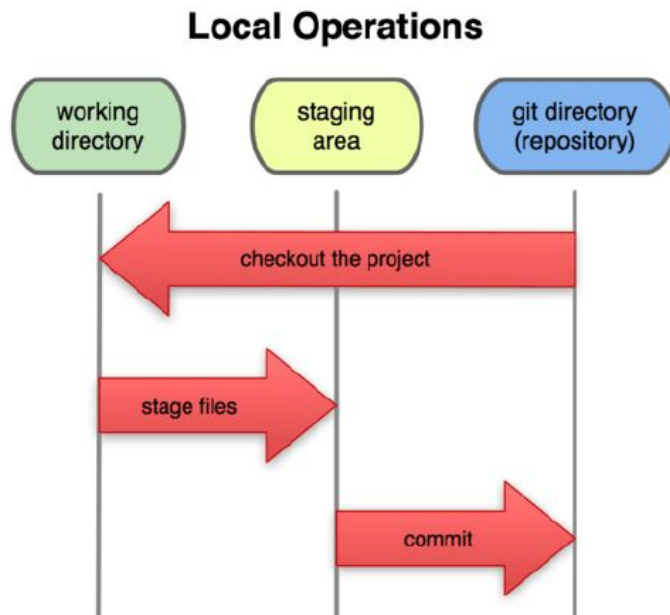 Local Operations
working
directory
staging
area
git directory
(repository)
checkout the project
stage files
commit